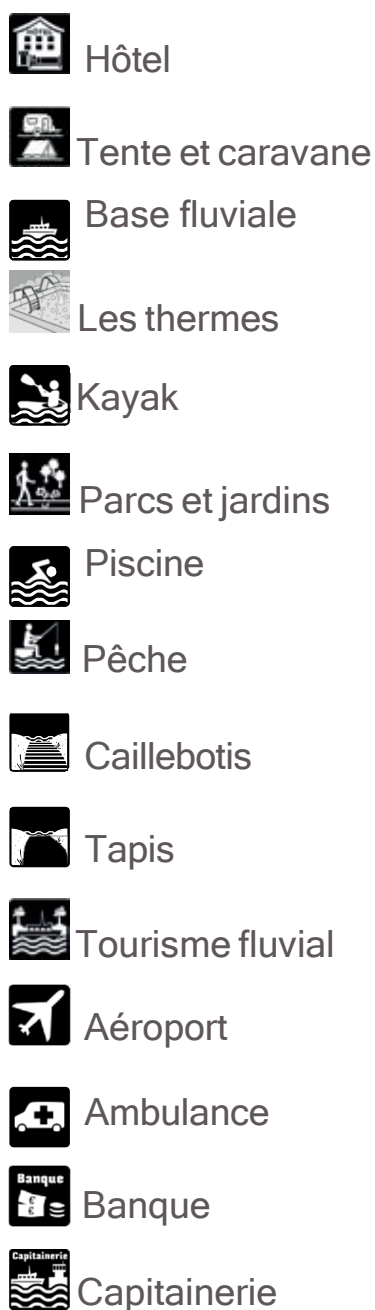 HÔTEL
Hôtel
Tente et caravane
Base fluviale
Les thermes
Kayak
Parcs et jardins
Piscine
Pêche
Caillebotis
Tapis
Tourisme fluvial
Aéroport
Ambulance
Banque
€
€
Banque
Capitainerie
Capitainerie